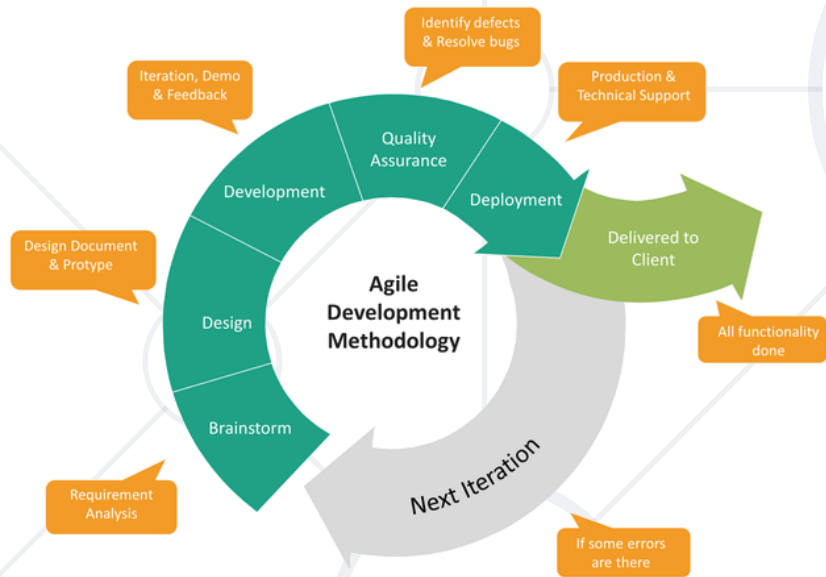 Identify defects
& Resolve bugs
Iteration, Demo
& Feedback
Production &
Technical Support
Quality
Assurance
Development
Deployment
Design Document
& Protype
Delivered to
Client
Agile
Development
Methodology
Design
All functionality
done
Brainstorm
Next Iteration
Requirement
Analysis
If some errors
are there